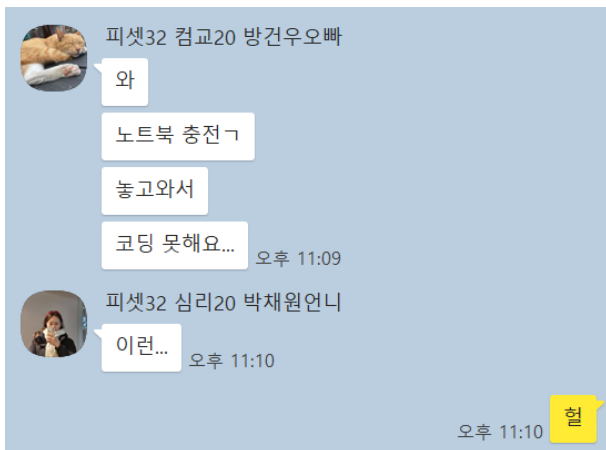 피셋32 컴교20 방건우오빠
와
노트북 충전ㄱ
놓고와서
코딩 못해요...
오후 11:09
피셋32 심리20 박채원언니
이런...
오후 11:10
헐
오후 11:10